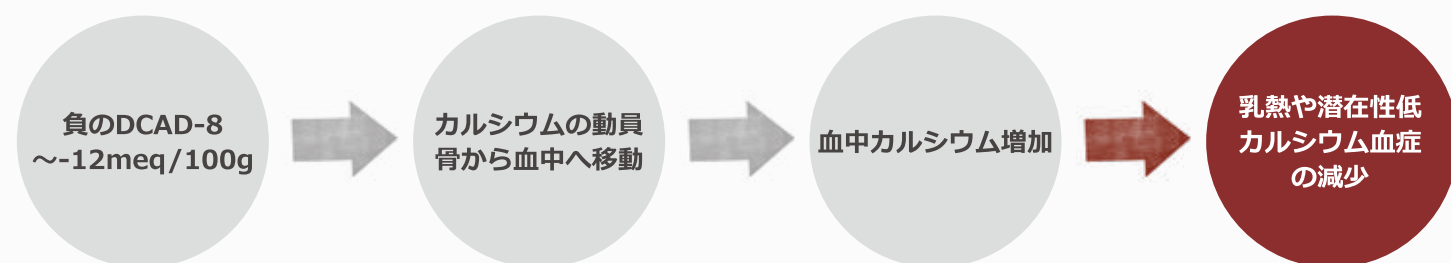 負のDCAD-8
～-12meq/100g
カルシウムの動員
骨から血中へ移動
血中カルシウム増加
乳熱や潜在性低
カルシウム血症
の減少